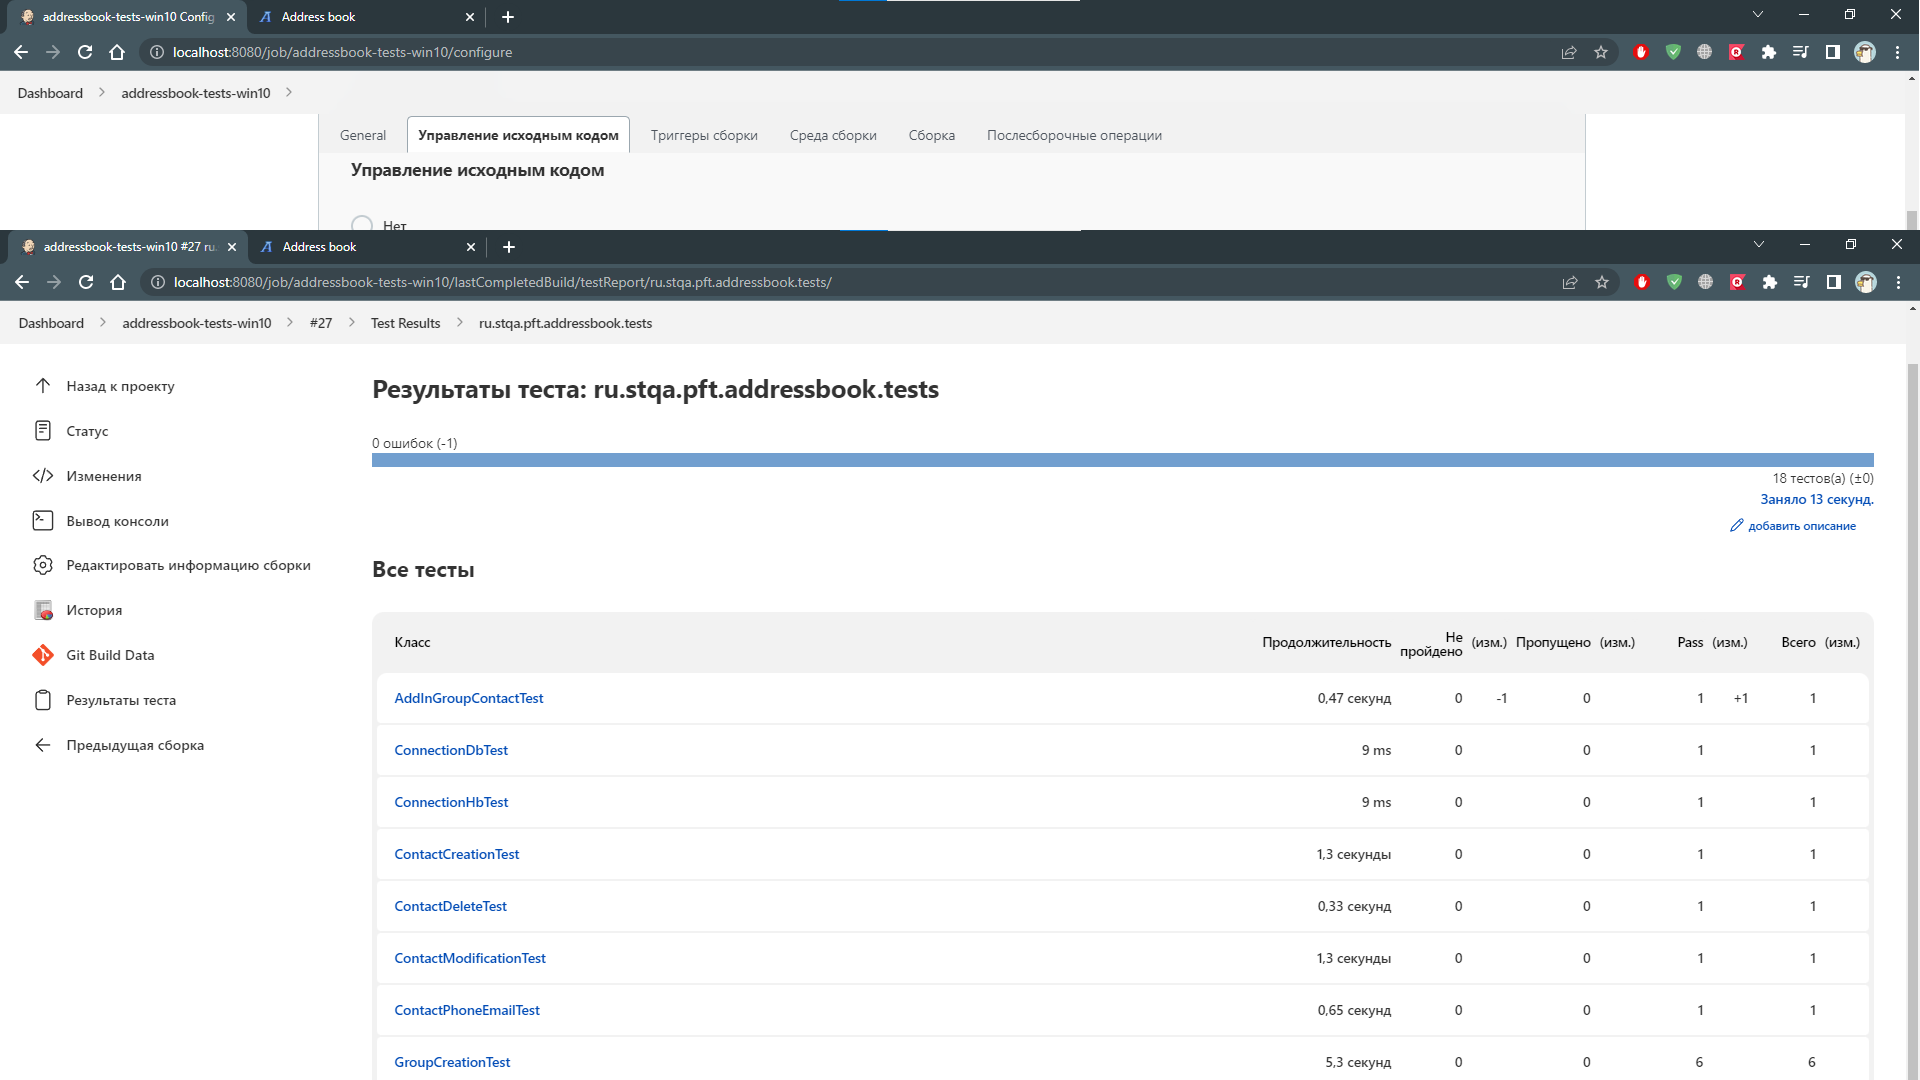 addressbook-tests-win10 Config
Address book
localhost:8080/job/addressbook-tests-win10/configure
Dashboard
addressbook-tests-win10
General
Управление исходным кодом
Триггеры сборки
Среда сборки
Сборка
Послесборочные операции
Управление исходным кодом
Нет
addressbook-tests-win10 #27 ru.
Address book
localhost:8080/job/addressbook-tests-win10/lastCompletedBuild/testReport/ru.stqa.pft.addressbook.tests/
Dashboard
addressbook-tests-win10
#27
Test Results
ru.stqa.pft.addressbook.tests
Назад к проекту
Статус
Изменения
Вывод консоли
Редактировать информацию сборки
История
Git Build Data
Результаты теста
Предыдущая сборка
Результаты теста: ru.stqa.pft.addressbook.tests
0 ошибок (-1)
18 тестов(а) (±0)
Заняло 13 секунд.
добавить описание
Все тесты
Класс Продолжительность Не пройдено (изм.) Пропущено (изм.) Pass (изм.) Всего (изм.)
AddInGroupContactTest 0,47 секунд 0 -1 0 1 +1 1
ConnectionDbTest 9 ms 0 0 1 1
ConnectionHbTest 9 ms 0 0 1 1
ContactCreationTest 1,3 секунды 0 0 1 1
ContactDeleteTest 0,33 секунд 0 0 1 1
ContactModificationTest 1,3 секунды 0 0 1 1
ContactPhoneEmailTest 0,65 секунд 0 0 1 1
GroupCreationTest 5,3 секунд 0 0 6 6